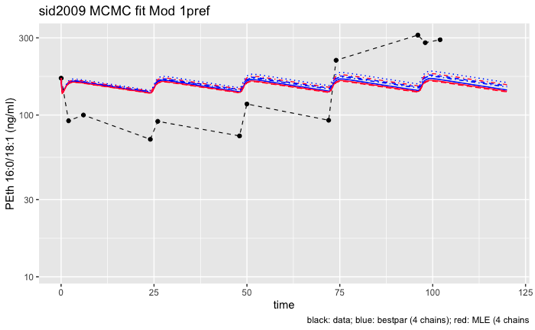 sid2009 MCMC fit Mod 1pref
PEth 16:0/18:1 (ng/ml)
300
100
30
10
0
25
50
75
100
125
time
black: data; blue: bestpar (4 chains); red: MLE (4 chains